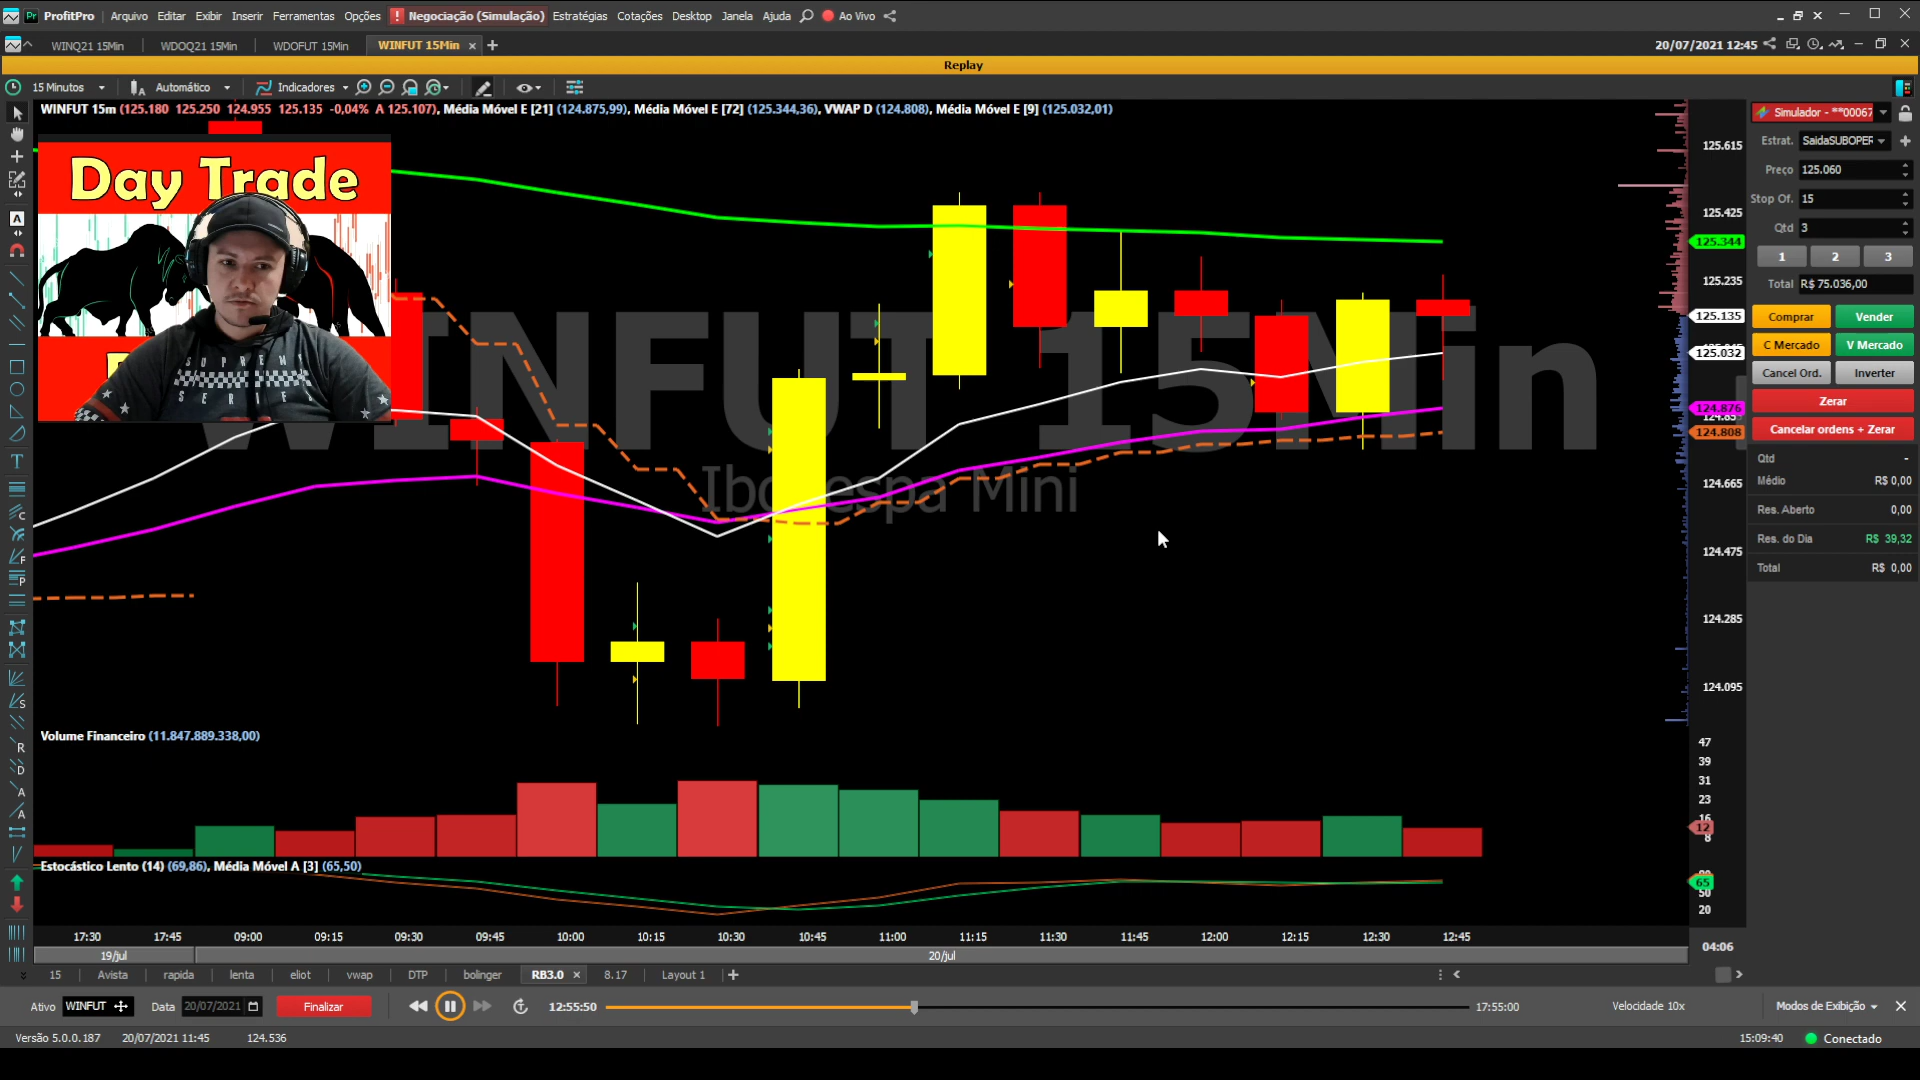 ProfitPro Arquivo Editar Exibir Inserir Ferramentas Opções ! Negociação (Simulação) Estratégias Cotações Desktop Janela Ajuda Ao Vivo
WINQ21 15Min WDOQ21 15Min WDOFUT 15Min WINFUT 15Min 20/07/2021 12:45
Replay
15 Minutos Automático Indicadores
WINFUT 15m (125.180 125.250 124.955 125.135 -0,04% A 125.107), Média Móvel E [21] (124.875,99), Média Móvel E [72] (125.344,36), VWAP D (124.808), Média Móvel E [9] (125.032,01)
Day Trade
SUPREME
SERIES
WINFUT 15Min
Mini
125.615
125.425
125.344
125.235
125.135
125.032
124.876
124.808
124.665
124.475
124.285
124.095
Simulador - **00067
Estrat. SaidaSUBOPER
Preço 125.060
Stop Of. 15
Qtd 3
1 2 3
Total R$ 75.036,00
Comprar Vender
C Mercado V Mercado
Cancel Ord. Inverter
Zerar
Cancelar ordens + Zerar
Qtd -
Médio R$ 0,00
Res. Aberto 0,00
Res. do Dia R$ 39,32
Total R$ 0,00
Volume Financeiro (11.847.889.338,00)
47
39
31
23
16
12
8
Estocástico Lento (14) (69,86), Média Móvel A [3] (65,50)
65
50
20
17:30 17:45 09:00 09:15 09:30 09:45 10:00 10:15 10:30 10:45 11:00 11:15 11:30 11:45 12:00 12:15 12:30 12:45 04:06
19/jul 20/jul
15 Avista rapida lenta eliot vwap DTP bolinger RB3.0 8.17 Layout 1
Ativo WINFUT Data 20/07/2021 Finalizar 12:55:50 17:55:00 Velocidade 10x Modos de Exibição
Versão 5.0.0.187 20/07/2021 11:45 124.536 15:09:40 Conectado